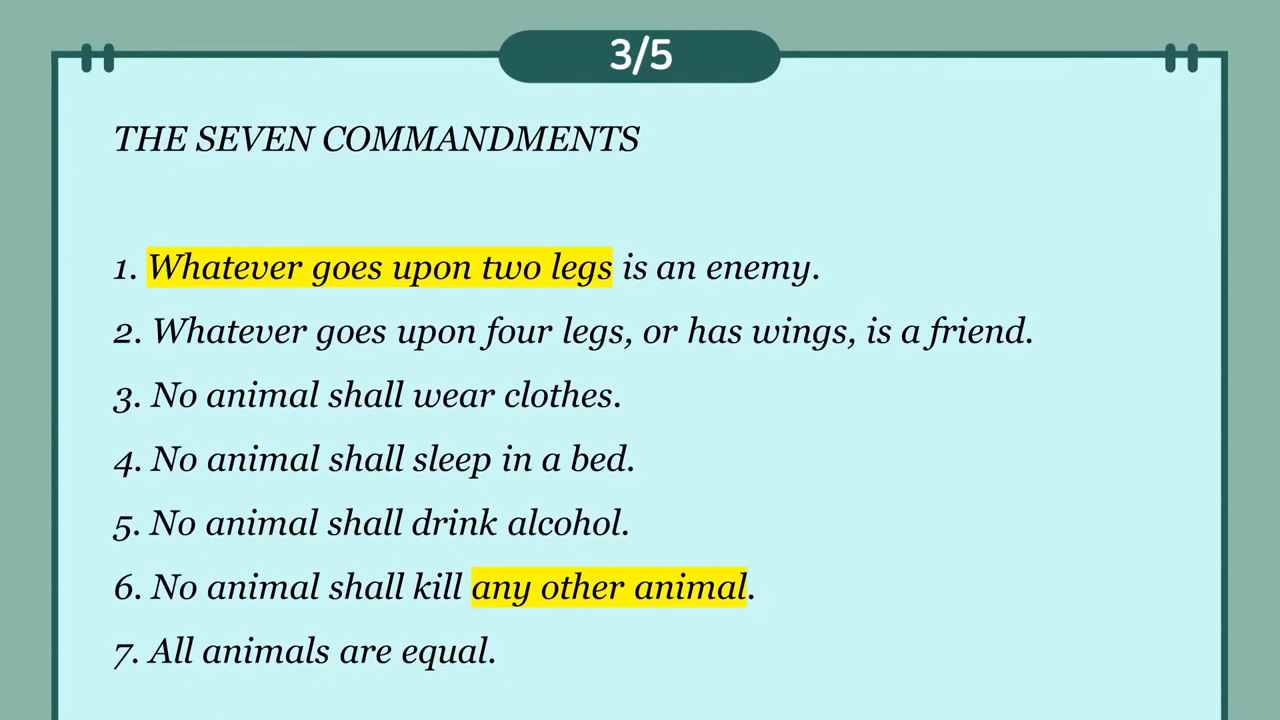 3/5
THE SEVEN COMMANDMENTS
1. Whatever goes upon two legs is an enemy.
2. Whatever goes upon four legs, or has wings, is a friend.
3. No animal shall wear clothes.
4. No animal shall sleep in a bed.
5. No animal shall drink alcohol.
6. No animal shall kill any other animal.
7. All animals are equal.